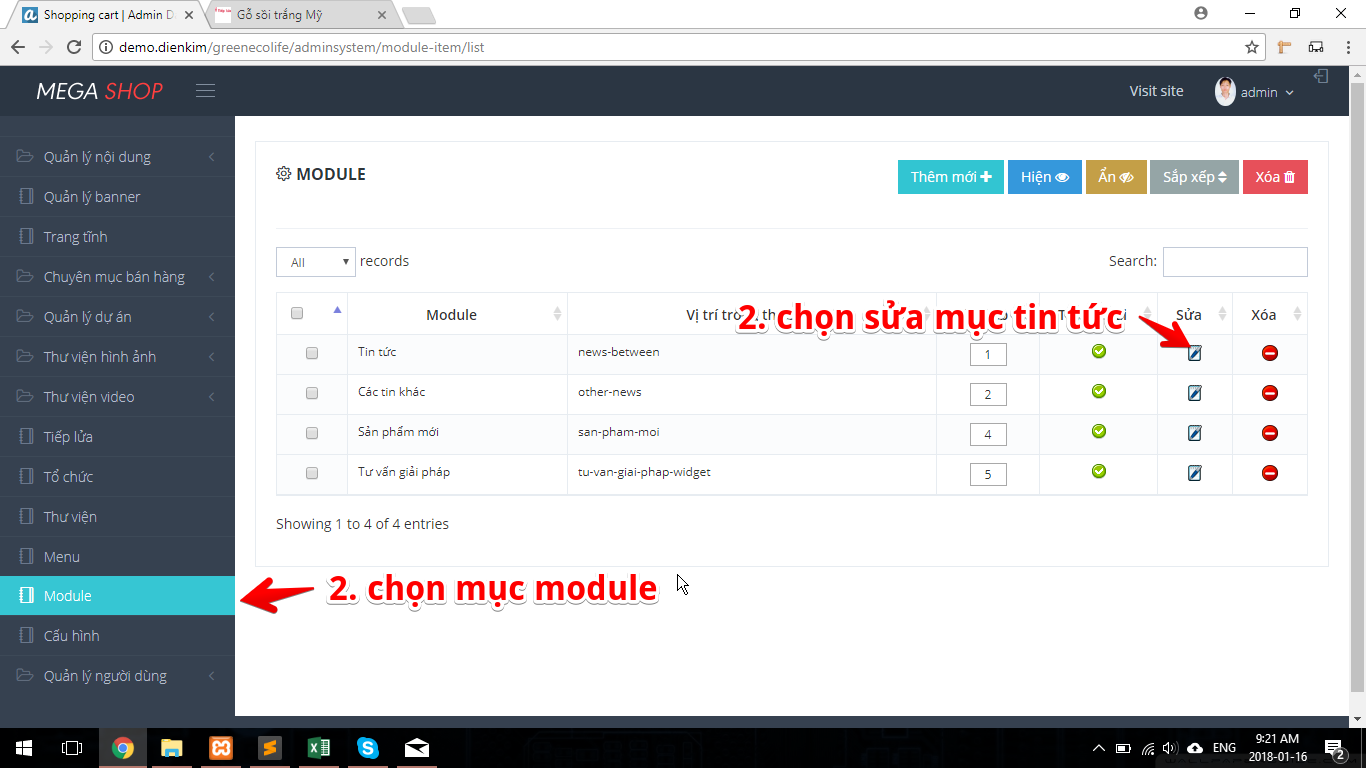 Shopping cart | Admin D
Gỗ sồi trắng Mỹ
demo.dienkim/greenecolife/adminsystem/module-item/list
MEGA SHOP
Visit site
admin
Quản lý nội dung
Quản lý banner
Trang tĩnh
Chuyên mục bán hàng
Quản lý dự án
Thư viện hình ảnh
Thư viện video
Tiếp lửa
Tổ chức
Thư viện
Menu
Module
Cấu hình
Quản lý người dùng
MODULE
Thêm mới
Hiện
Ẩn
Sắp xếp
Xóa
All records
Search:
Module Vị trí Sửa Xóa
2. chọn sửa mục tin tức
Tin tức news-between 1
Các tin khác other-news 2
Sản phẩm mới san-pham-moi 4
Tư vấn giải pháp tu-van-giai-phap-widget 5
Showing 1 to 4 of 4 entries
2. chọn mục module
ENG
9:21 AM
2018-01-16
2